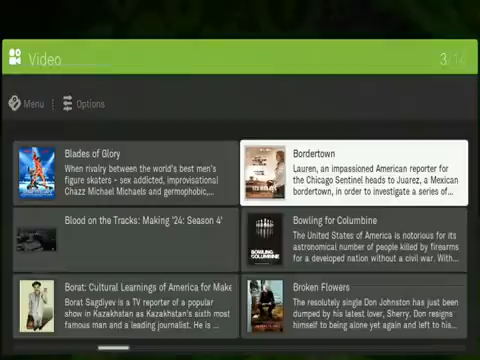 Video
3/14
Menu
Options
Blades of Glory
When rivalry between the world's best men's
figure skaters - sex addicted, improvisational
Chazz Michael Michaels and germophobic,...
Bordertown
Lauren, an impassioned American reporter for
the Chicago Sentinel heads to Juarez, a Mexican
bordertown, in order to investigate a series of...
Blood on the Tracks: Making '24: Season 4'
Bowling for Columbine
The United States of America is notorious for its
astronomical number of people killed by firearms
for a developed nation without a civil war. With...
BOWLING
COLUMBINE
Borat: Cultural Learnings of America for Make
Borat Sagdiyev is a TV reporter of a popular
show in Kazakhstan as Kazakhstan's sixth most
famous man and a leading journalist. He is ...
Broken Flowers
The resolutely single Don Johnston has just been
dumped by his latest lover, Sherry. Don resigns
himself to being alone yet again and left to his...